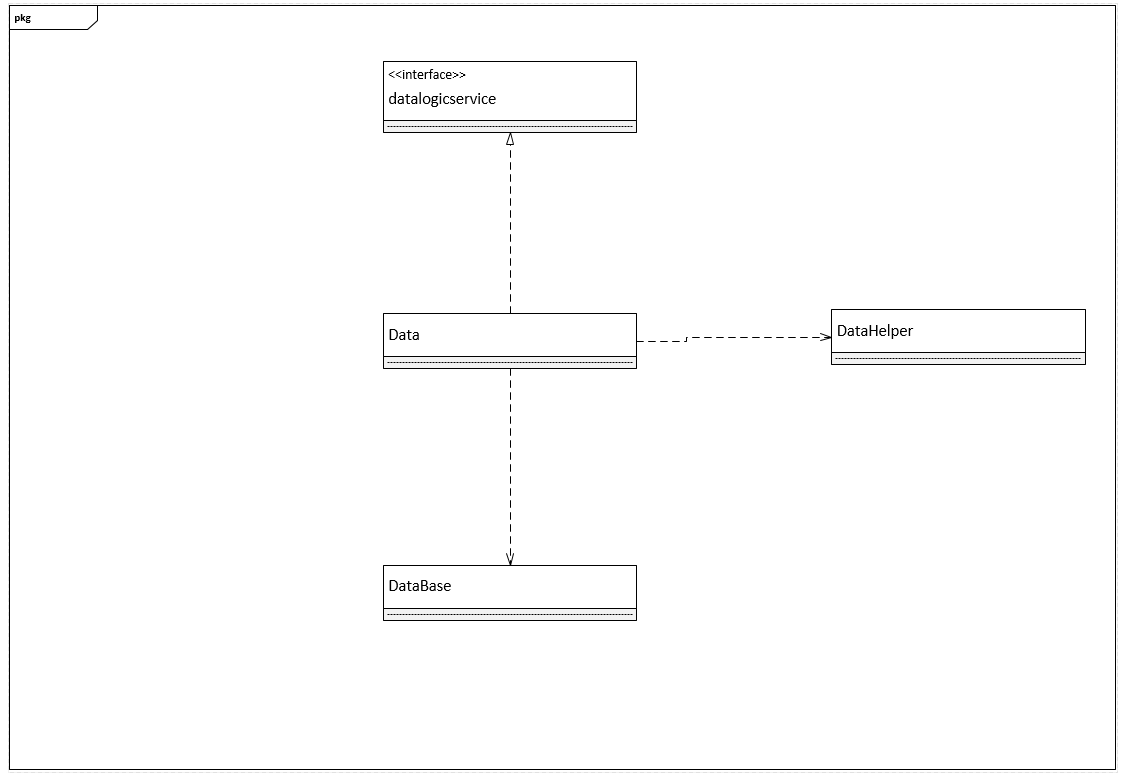 pkg
<<interface>>
datalogicservice
Data
DataHelper
DataBase